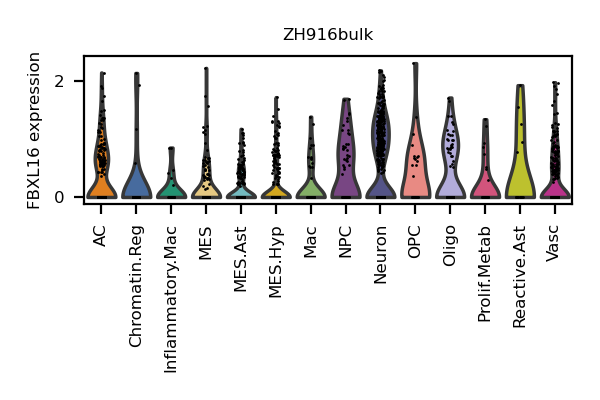 ZH916bulk
FBXL16 expression
2
0
AC
Chromatin.Reg
Inflammatory.Mac
MES
MES.Ast
MES.Hyp
Mac
NPC
Neuron
OPC
Oligo
Prolif.Metab
Reactive.Ast
Vasc